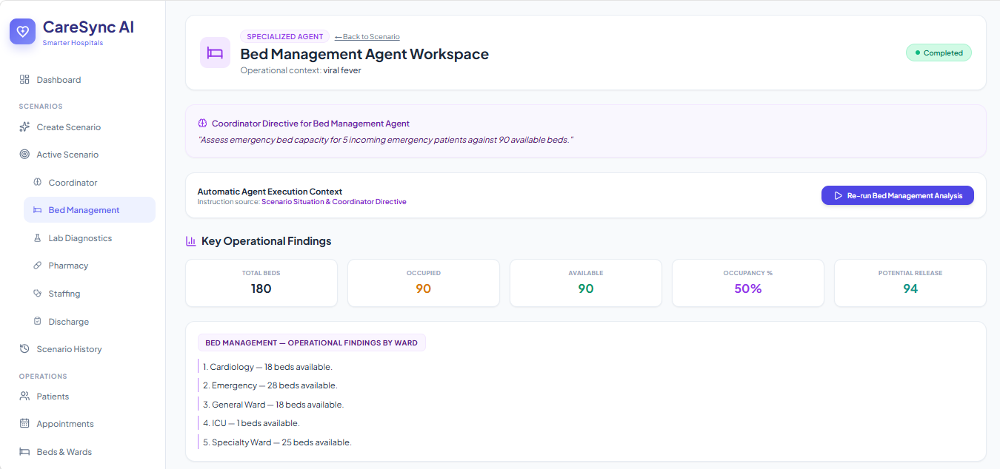 CareSync AI
Smarter Hospitals
Dashboard
SCENARIOS
Create Scenario
Active Scenario
Coordinator
Bed Management
Lab Diagnostics
Pharmacy
Staffing
Discharge
Scenario History
OPERATIONS
Patients
Appointments
Beds & Wards
SPECIALIZED AGENT
←Back to Scenario
Bed Management Agent Workspace
Operational context: viral fever
Completed
Coordinator Directive for Bed Management Agent
"Assess emergency bed capacity for 5 incoming emergency patients against 90 available beds."
Automatic Agent Execution Context
Instruction source: Scenario Situation & Coordinator Directive
Re-run Bed Management Analysis
Key Operational Findings
TOTAL BEDS
180
OCCUPIED
90
AVAILABLE
90
OCCUPANCY %
50%
POTENTIAL RELEASE
94
BED MANAGEMENT — OPERATIONAL FINDINGS BY WARD
1. Cardiology — 18 beds available.
2. Emergency — 28 beds available.
3. General Ward — 18 beds available.
4. ICU — 1 beds available.
5. Specialty Ward — 25 beds available.